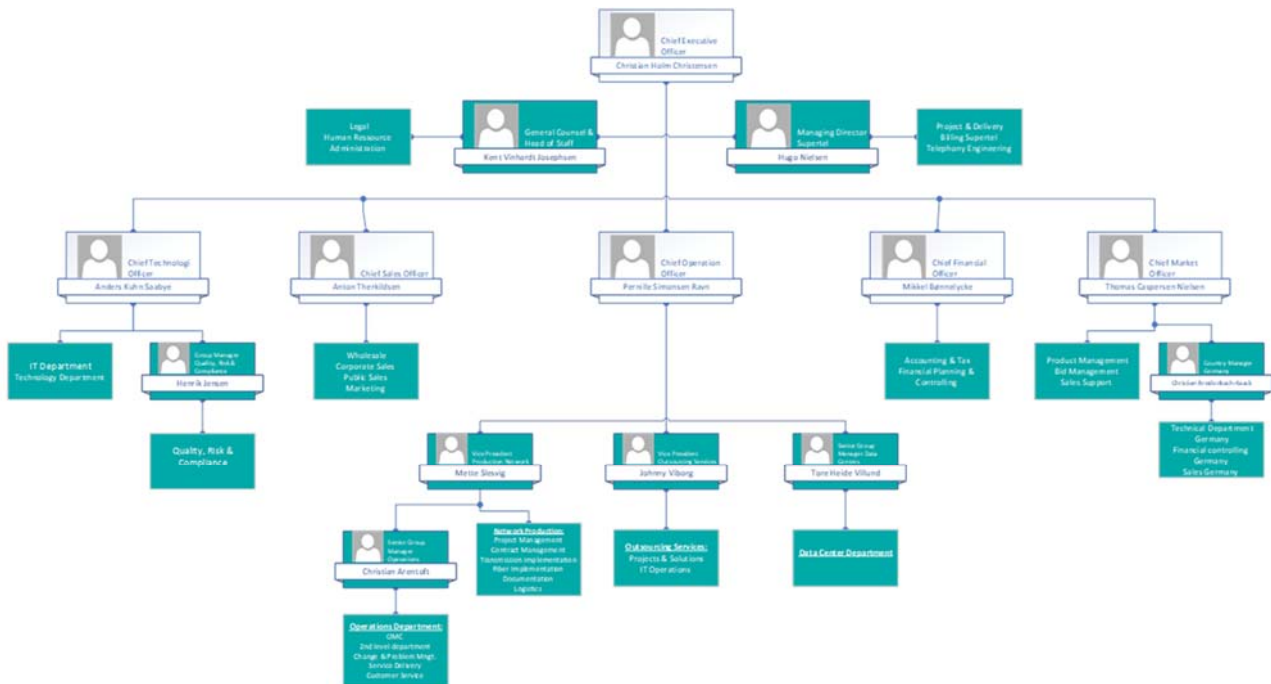 Chief Executive
Officer
Christian Holm Christensen
Legal
Human Ressource
Administration
General Counsel &
Head of Staff
Kent Vinhardt Josephsen
Managing Director
Supertel
Hugo Nielsen
Project & Delivery
Billing Supertel
Telephony Engineering
Chief Technologi
Officer
Anders Kuhn Saabye
Chief Sales Officer
Anton Therkildsen
Chief Operation
Officer
Pernille Simonsen Ravn
Chief Financial
Officer
Mikkel Bønnelycke
Chief Market
Officer
Thomas Caspersen Nielsen
IT Department
Technology Department
Group Manager
Quality, Risk &
Compliance
Henrik Jensen
Quality, Risk &
Compliance
Wholesale
Corporate Sales
Public Sales
Marketing
Accounting & Tax
Financial Planning &
Controlling
Product Management
Bid Management
Sales Support
Country Manager
Germany
Christian
Technical Department
Germany
Financial controlling
Germany
Sales Germany
Vice President
Production Network
Mette Slesvig
Vice President
Outsourcing Services
Johnny Viborg
Senior Group
Manager Data
Centers
Ture Heide Villund
Senior Group
Manager
Operations
Christian Arentoft
Network Production:
Project Management
Contract Management
Transmission Implementation
Fiber Implementation
Documentation
Logistics
Outsourcing Services:
Projects & Solutions
IT Operations
Data Center Department
Operations Department:
OMC
2nd level department
Change & Problem Mngt.
Service Delivery
Customer Service